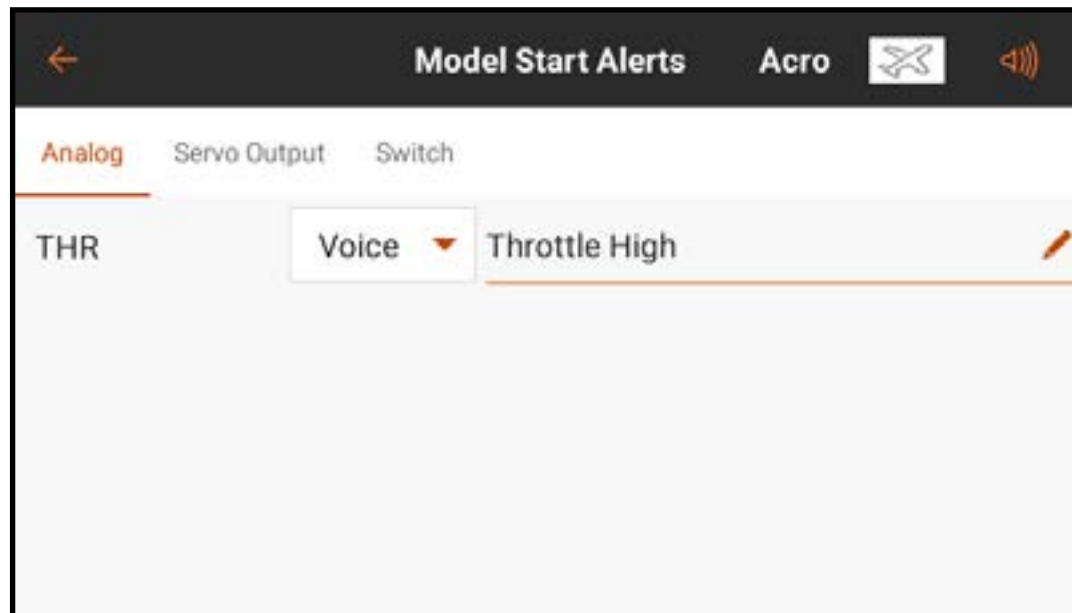 Model Start Alerts Acro
Analog Servo Output Switch
THR Voice Throttle High